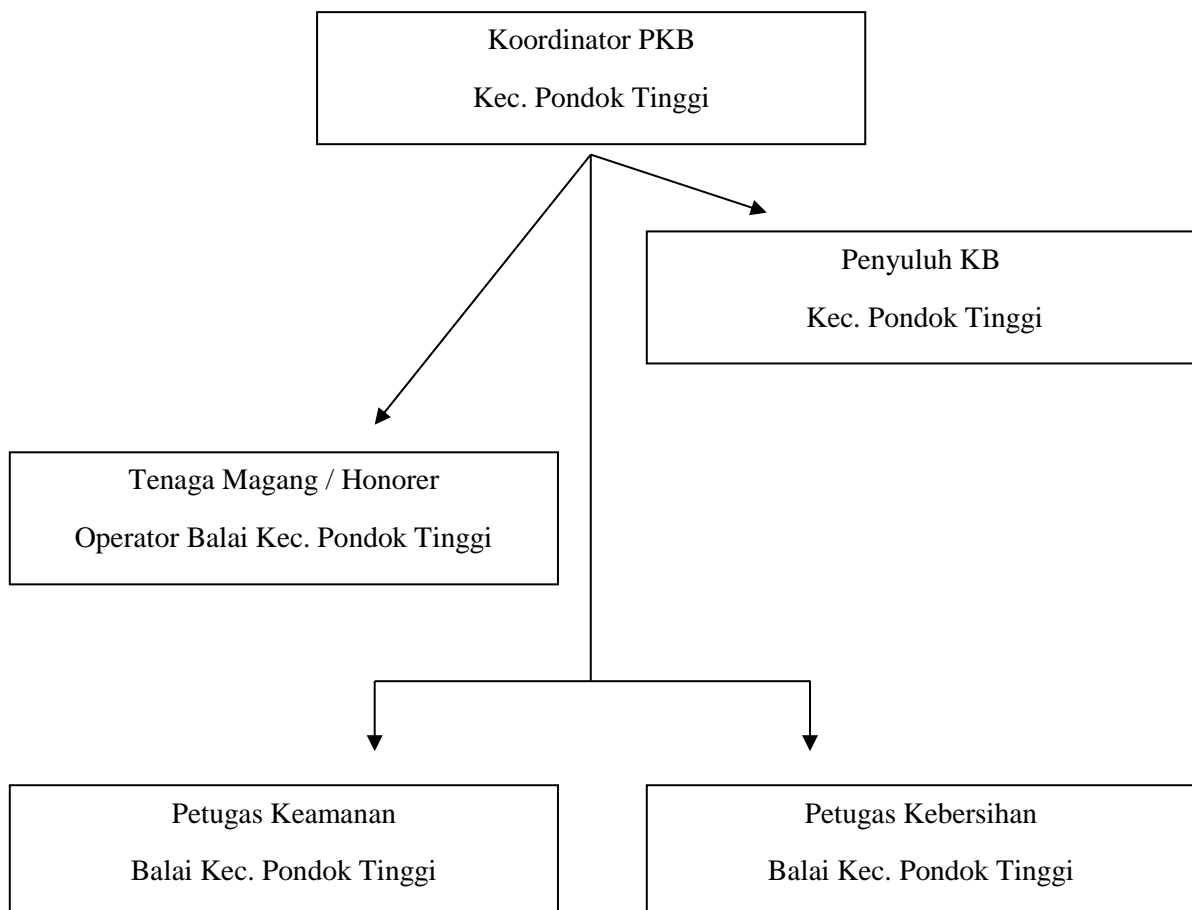 Koordinator PKB
Kec. Pondok Tinggi
Penyuluh KB
Kec. Pondok Tinggi
Tenaga Magang / Honorer
Operator Balai Kec. Pondok Tinggi
Petugas Keamanan
Balai Kec. Pondok Tinggi
Petugas Kebersihan
Balai Kec. Pondok Tinggi